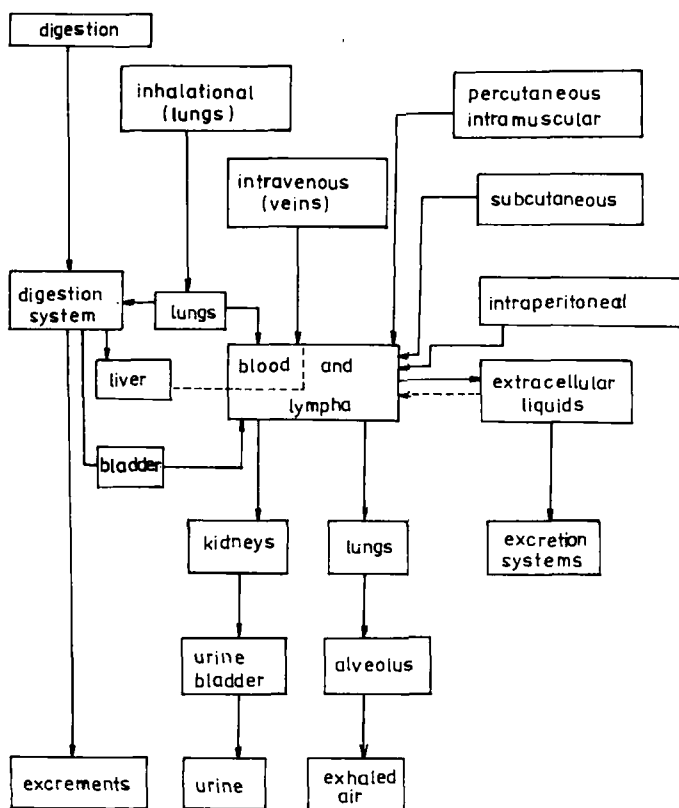 digestion
inhalational
(lungs)
percutaneous
intramuscular
intravenous
(veins)
subcutaneous
digestion
system
lungs
intraperitoneal
blood and
lympha
liver
extracellular
liquids
bladder
kidneys
lungs
excretion
systems
urine
bladder
alveolus
excrements
urine
exhaled
air